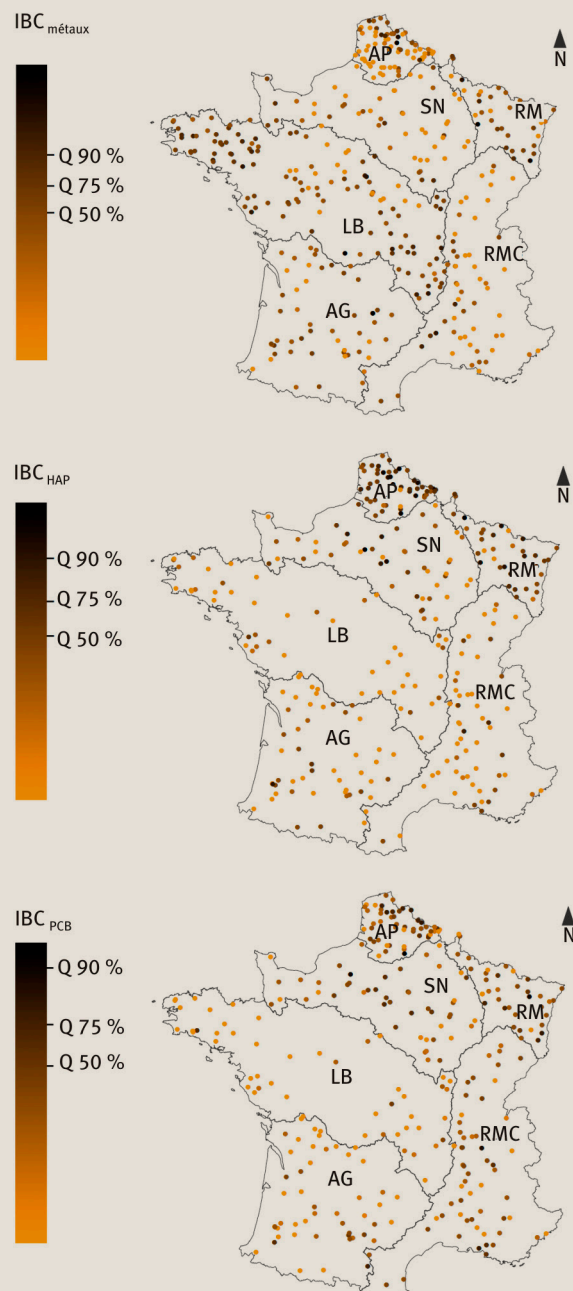 IBC métaux
Q 90 %
Q 75 %
Q 50 %
AP
N
SN
RM
LB
RMC
AG
IBC HAP
Q 90 %
Q 75 %
Q 50 %
AP
N
SN
RM
LB
RMC
AG
IBC PCB
Q 90 %
Q 75 %
Q 50 %
AP
N
SN
RM
LB
RMC
AG